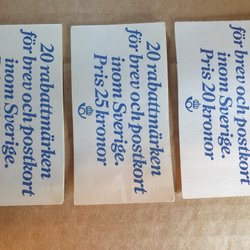 20 rabattmärken
för brev och postkort
inom Sverige.
20 rabattmärken
för brev och postkort
inom Sverige.
Pris 25 kronor
för brev och postkort
inom Sverige.
Pris 25 kronor